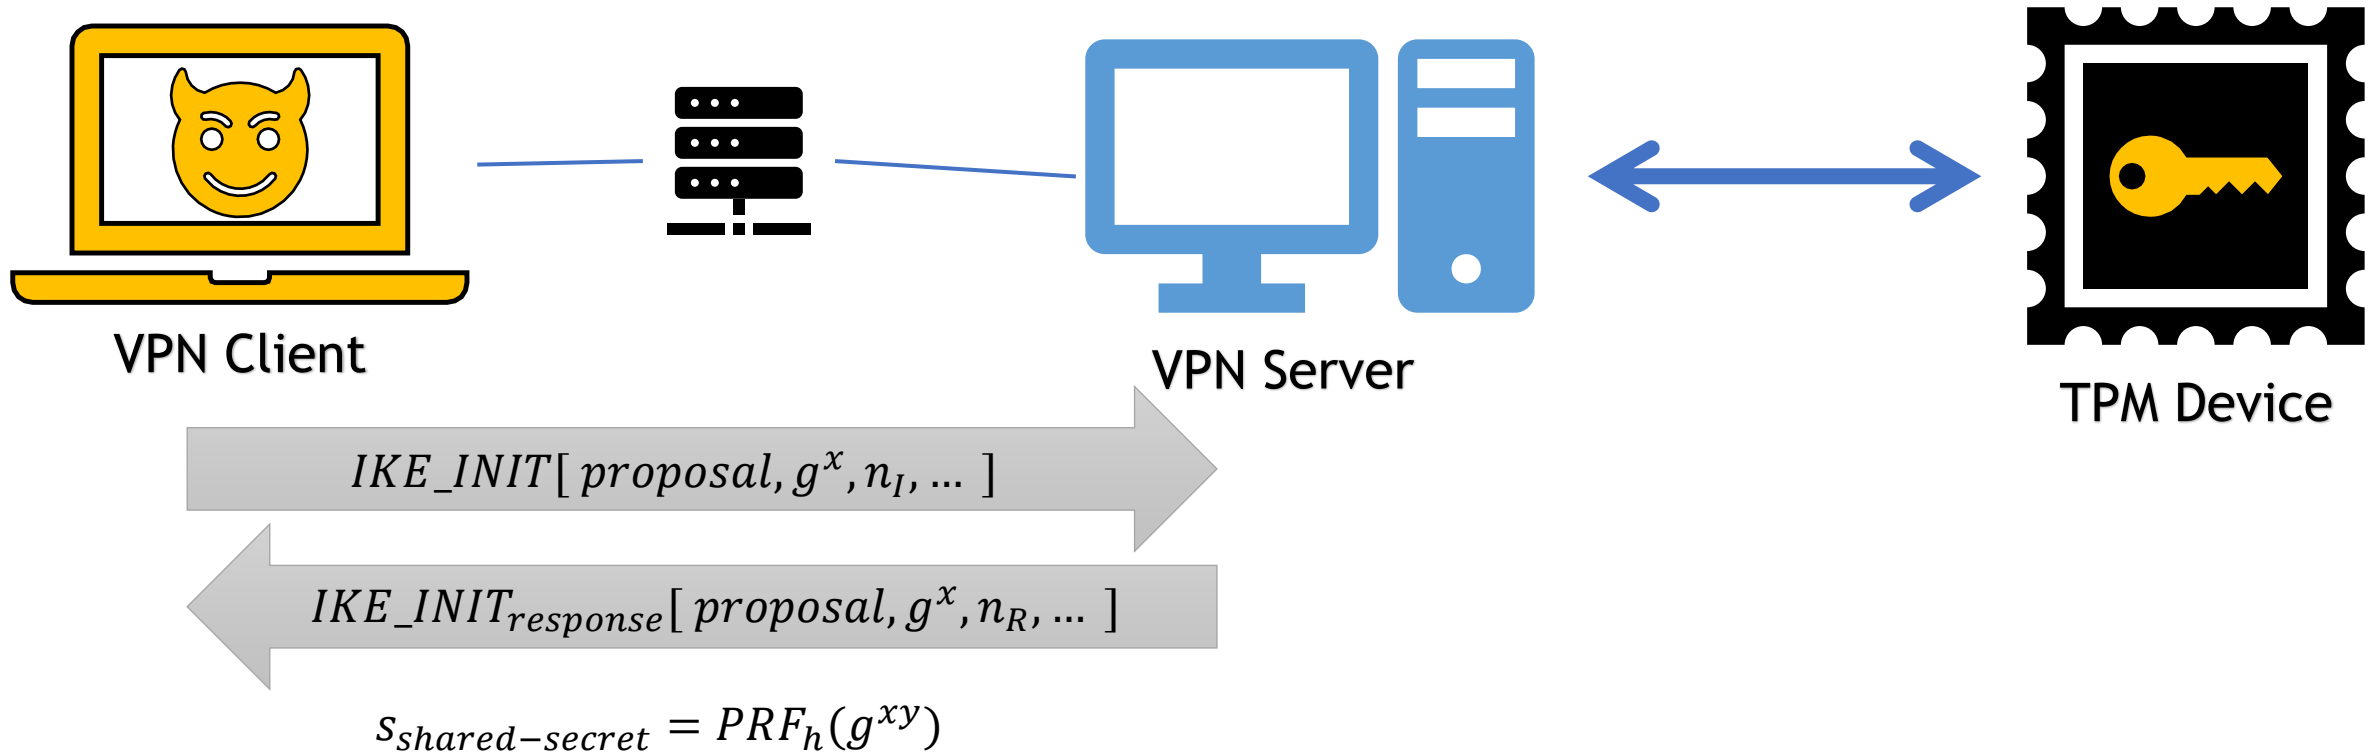 VPN Client
VPN Server
TPM Device
IKE_INIT[ proposal, g^x, n_I, … ]
IKE_INIT_response[ proposal, g^x, n_R, … ]
s_shared−secret = PRF_h(g^xy)